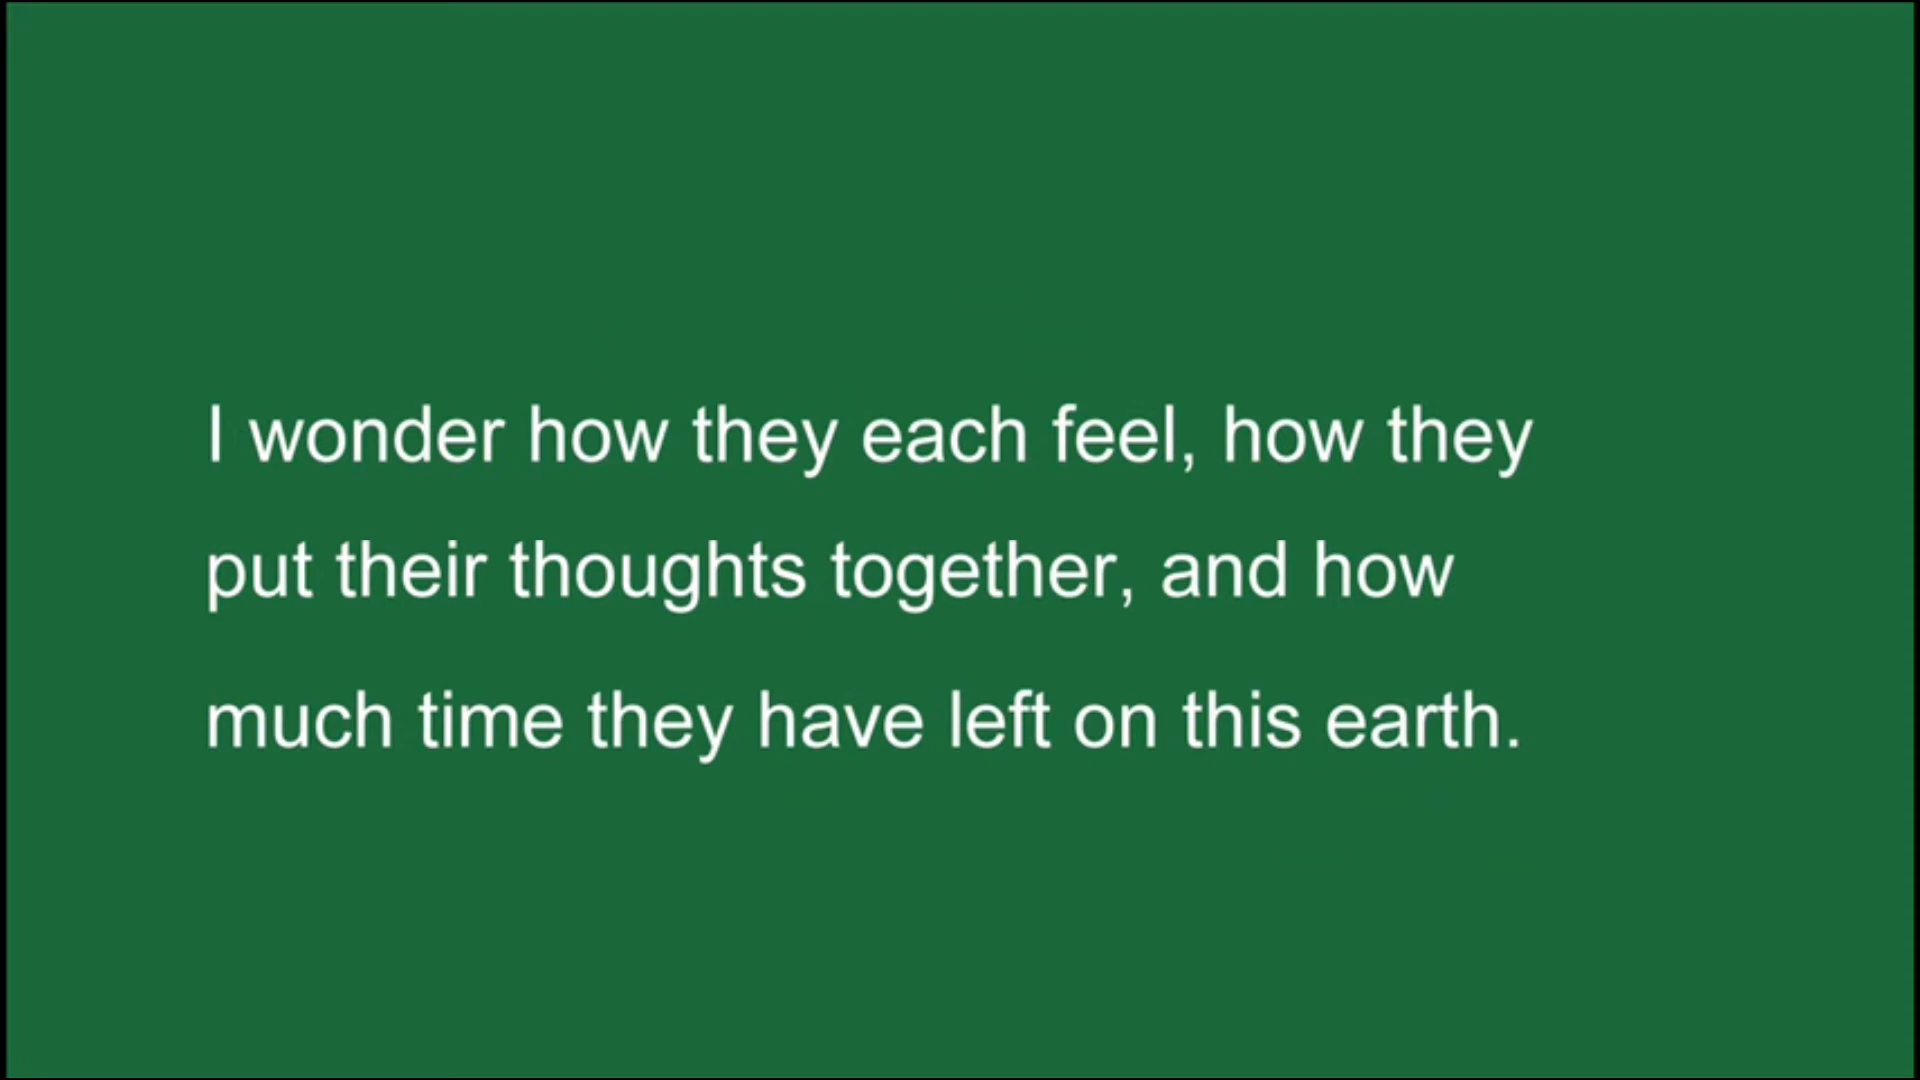 I wonder how they each feel, how they
put their thoughts together, and how
much time they have left on this earth.